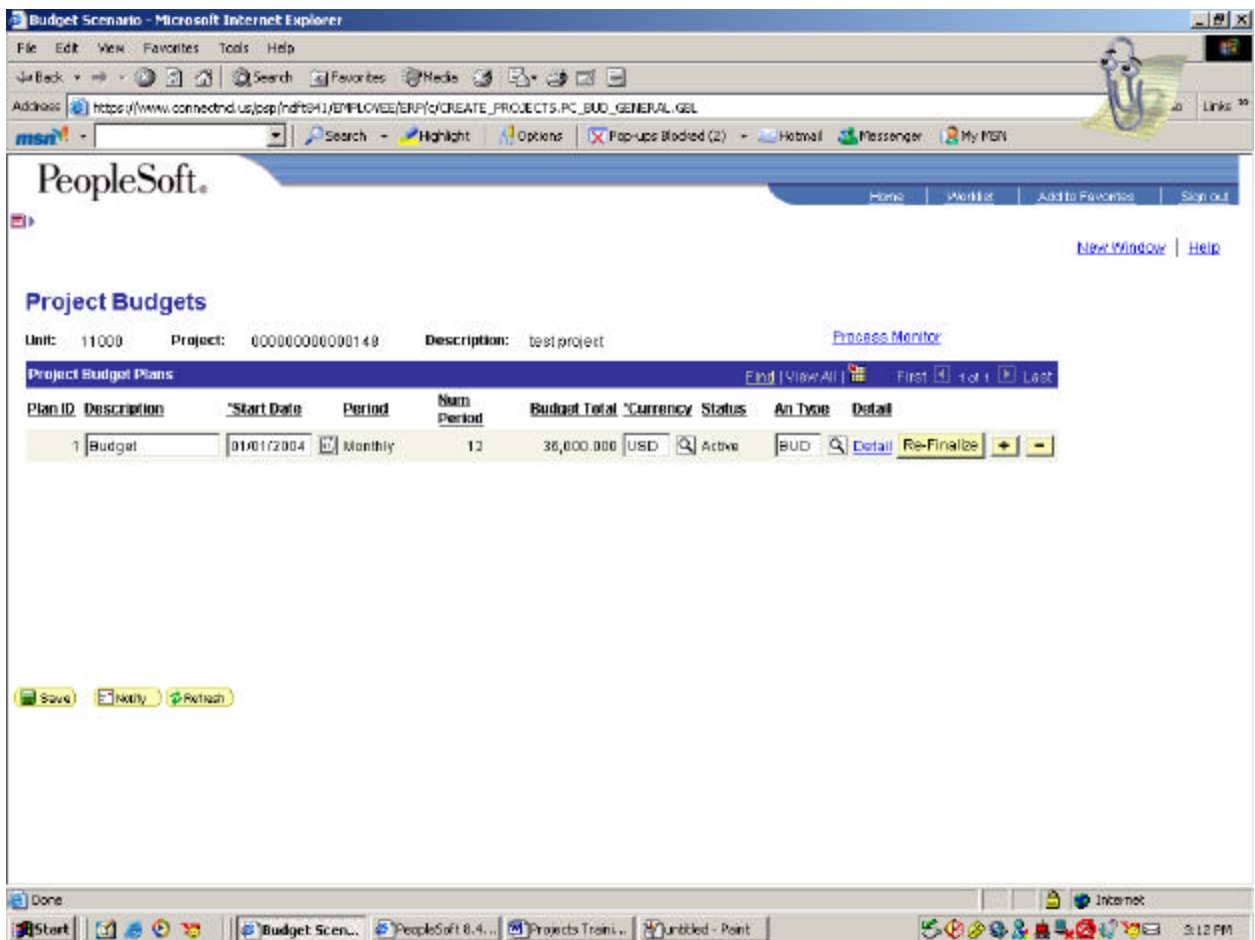 Budget Scenario - Microsoft Internet Explorer
File Edit View Favorites Tools Help
Back Search Favorites Media
Address https://www.connectnd.us/psp/ndfts941/EMPLOYEE/ERP/c/CREATE_PROJECTS.PC_BUD_GENERAL.GBL Links »
msn Search Highlight Options Pop-ups Blocked (2) Hotmail Messenger My MSN
PeopleSoft.
Home Worklist Add to Favorites Sign out
New Window | Help
Project Budgets
Unit: 11000 Project: 000000000000148 Description: test project Process Monitor
Project Budget Plans Find | View All | First 1 of 1 Last
Plan ID Description *Start Date Period Num Period Budget Total *Currency Status An Type Detail
1 Budget 01/01/2004 Monthly 12 36,000.000 USD Active BUD Detail Re-Finalize + -
Save Notify Refresh
Done Internet
Start Budget Scen... PeopleSoft 8.4... Projects Traini... untitled - Paint 3:12 PM